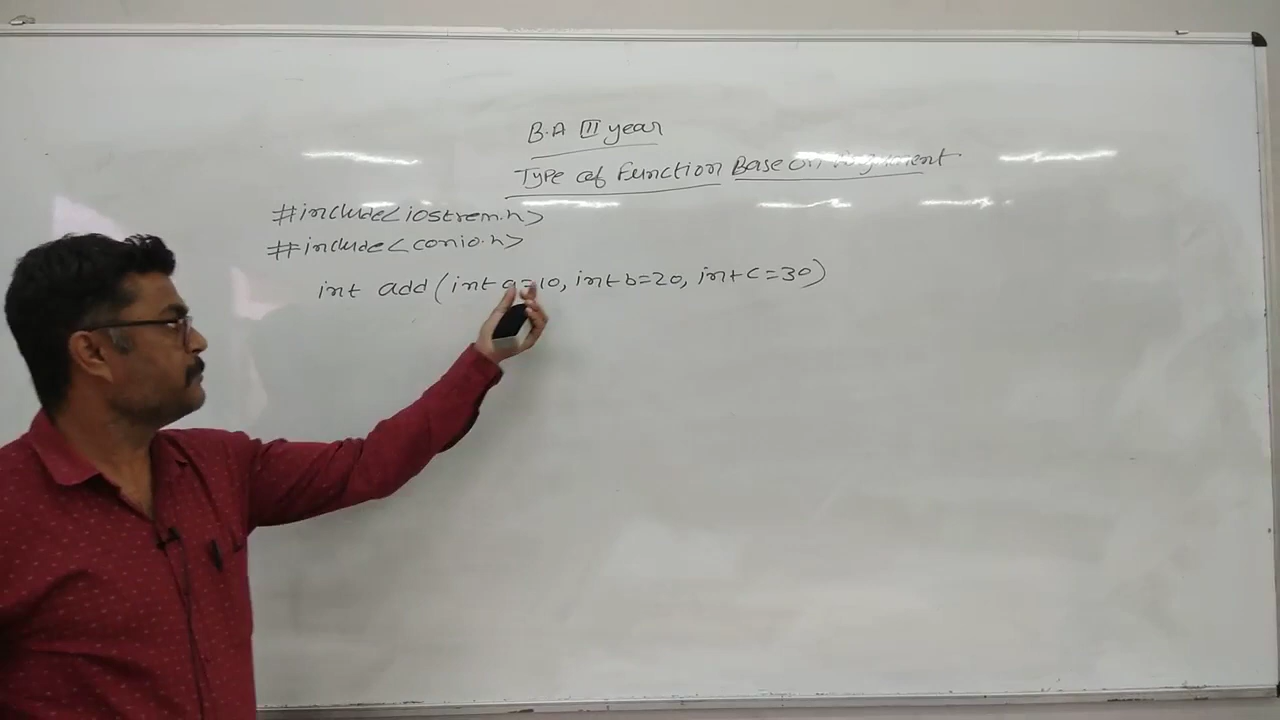 B.A III year
Type of Function Base on Argument
#include<iostrem.h>
#include<conio.h>
int add(int a=10, int b=20, int c=30)